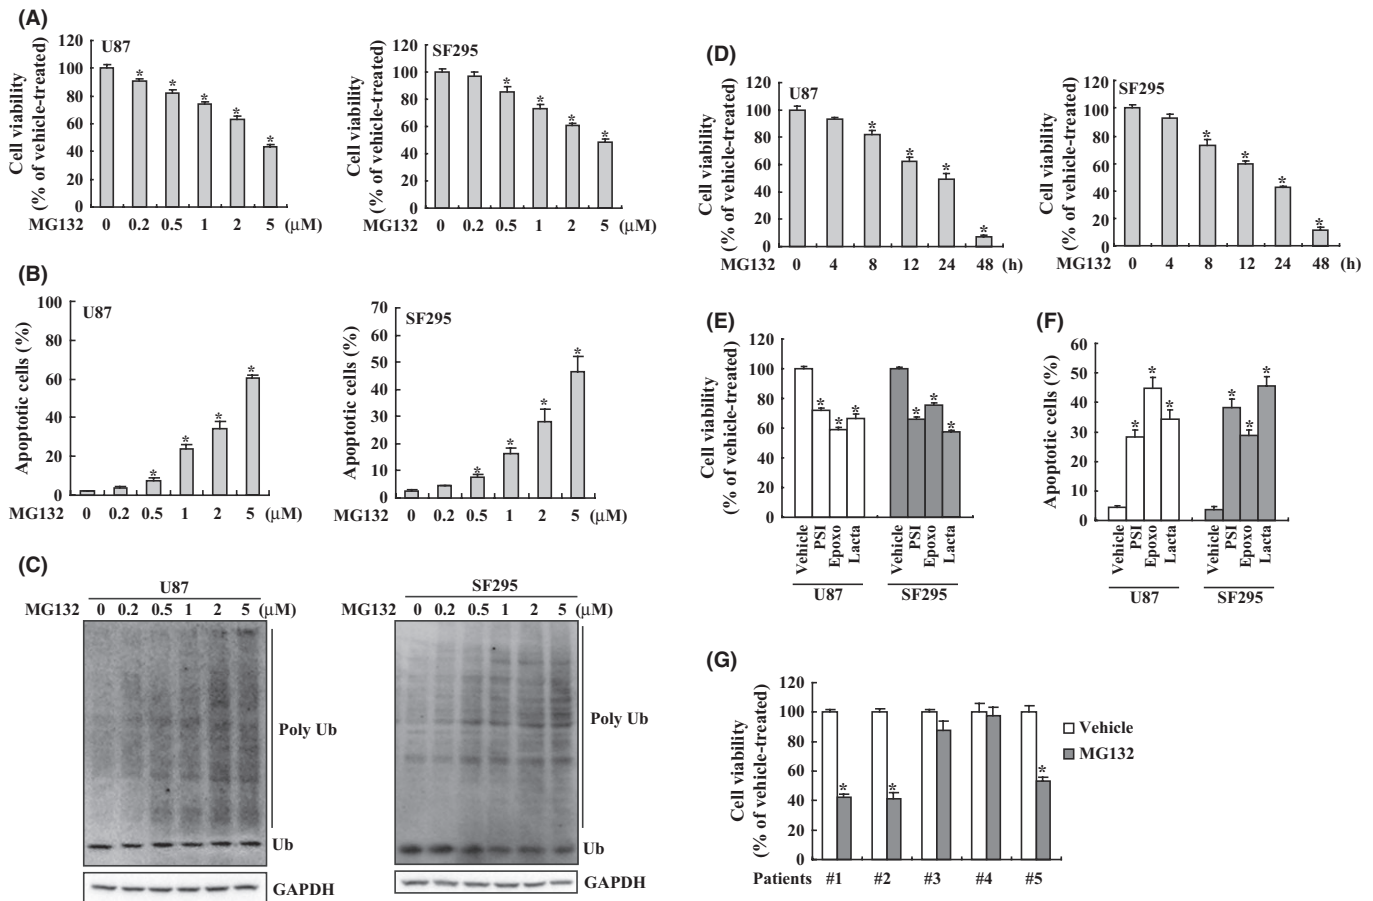 (A)
U87
Cell viability
(% of vehicle-treated)
120
100
80
60
40
20
0
* * * * *
MG132 0 0.2 0.5 1 2 5 (μM)
SF295
Cell viability
(% of vehicle-treated)
120
100
80
60
40
20
0
* * * *
MG132 0 0.2 0.5 1 2 5 (μM)
(B)
U87
Apoptotic cells (%)
100
80
60
40
20
0
* * * *
MG132 0 0.2 0.5 1 2 5 (μM)
SF295
Apoptotic cells (%)
70
60
50
40
30
20
10
0
* * * *
MG132 0 0.2 0.5 1 2 5 (μM)
(C)
U87
MG132 0 0.2 0.5 1 2 5 (μM)
Poly Ub
Ub
GAPDH
SF295
MG132 0 0.2 0.5 1 2 5 (μM)
Poly Ub
Ub
GAPDH
(D)
U87
Cell viability
(% of vehicle-treated)
120
100
80
60
40
20
0
* * * *
MG132 0 4 8 12 24 48 (h)
SF295
Cell viability
(% of vehicle-treated)
120
100
80
60
40
20
0
* * * *
MG132 0 4 8 12 24 48 (h)
(E)
Cell viability
(% of vehicle-treated)
120
100
80
60
40
20
0
* * * * * *
Vehicle PSI Epoxo Lacta Vehicle PSI Epoxo Lacta
U87 SF295
(F)
Apoptotic cells (%)
60
50
40
30
20
10
0
* * * * * *
Vehicle PSI Epoxo Lacta Vehicle PSI Epoxo Lacta
U87 SF295
(G)
Cell viability
(% of vehicle-treated)
120
100
80
60
40
20
0
* * *
Vehicle
MG132
Patients #1 #2 #3 #4 #5